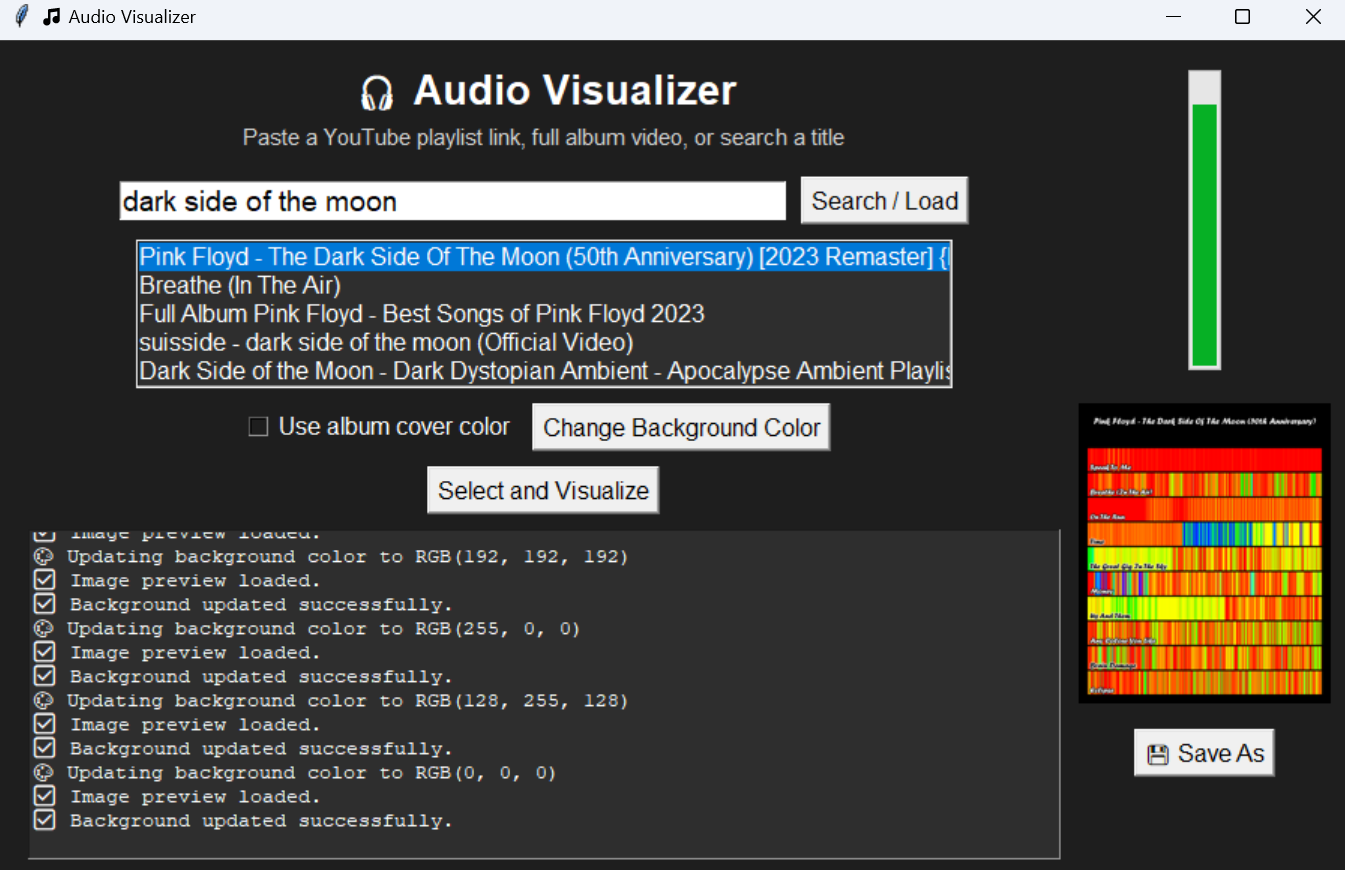 Audio Visualizer
Audio Visualizer
Paste a YouTube playlist link, full album video, or search a title
dark side of the moon
Search / Load
Pink Floyd - The Dark Side Of The Moon (50th Anniversary) [2023 Remaster] {
Breathe (In The Air)
Full Album Pink Floyd - Best Songs of Pink Floyd 2023
suisside - dark side of the moon (Official Video)
Dark Side of the Moon - Dark Dystopian Ambient - Apocalypse Ambient Playlis
Use album cover color
Change Background Color
Select and Visualize
Image preview loaded.
Updating background color to RGB(192, 192, 192)
Image preview loaded.
Background updated successfully.
Updating background color to RGB(255, 0, 0)
Image preview loaded.
Background updated successfully.
Updating background color to RGB(128, 255, 128)
Image preview loaded.
Background updated successfully.
Updating background color to RGB(0, 0, 0)
Image preview loaded.
Background updated successfully.
Pink Floyd - The Dark Side Of The Moon (50th Anniversary)
Speak To Me
Breathe (In The Air)
On The Run
Time
The Great Gig In The Sky
Money
Us And Them
Any Colour You Like
Brain Damage
Eclipse
Save As